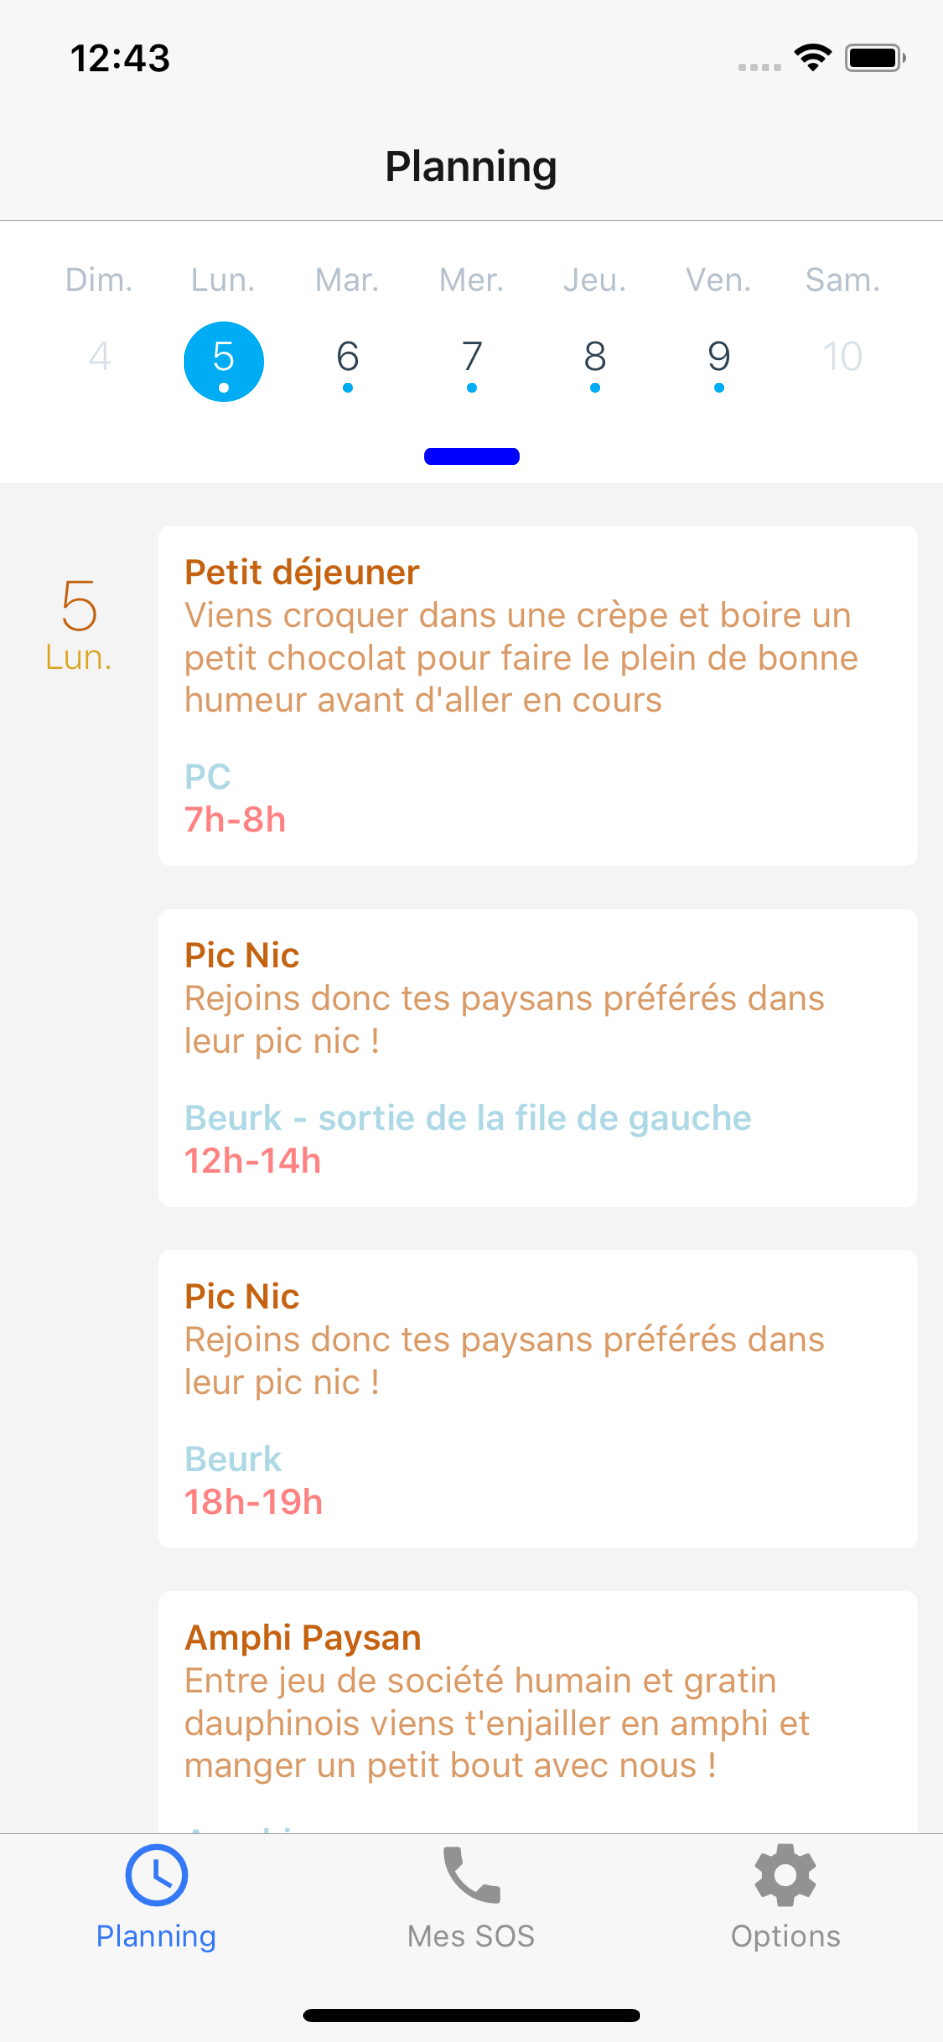 12:43
Planning
Dim. Lun. Mar. Mer. Jeu. Ven. Sam.
4 5 6 7 8 9 10
5
Lun.
Petit déjeuner
Viens croquer dans une crèpe et boire un
petit chocolat pour faire le plein de bonne
humeur avant d'aller en cours
PC
7h-8h
Pic Nic
Rejoins donc tes paysans préférés dans
leur pic nic !
Beurk - sortie de la file de gauche
12h-14h
Pic Nic
Rejoins donc tes paysans préférés dans
leur pic nic !
Beurk
18h-19h
Amphi Paysan
Entre jeu de société humain et gratin
dauphinois viens t'enjailler en amphi et
manger un petit bout avec nous !
Planning Mes SOS Options